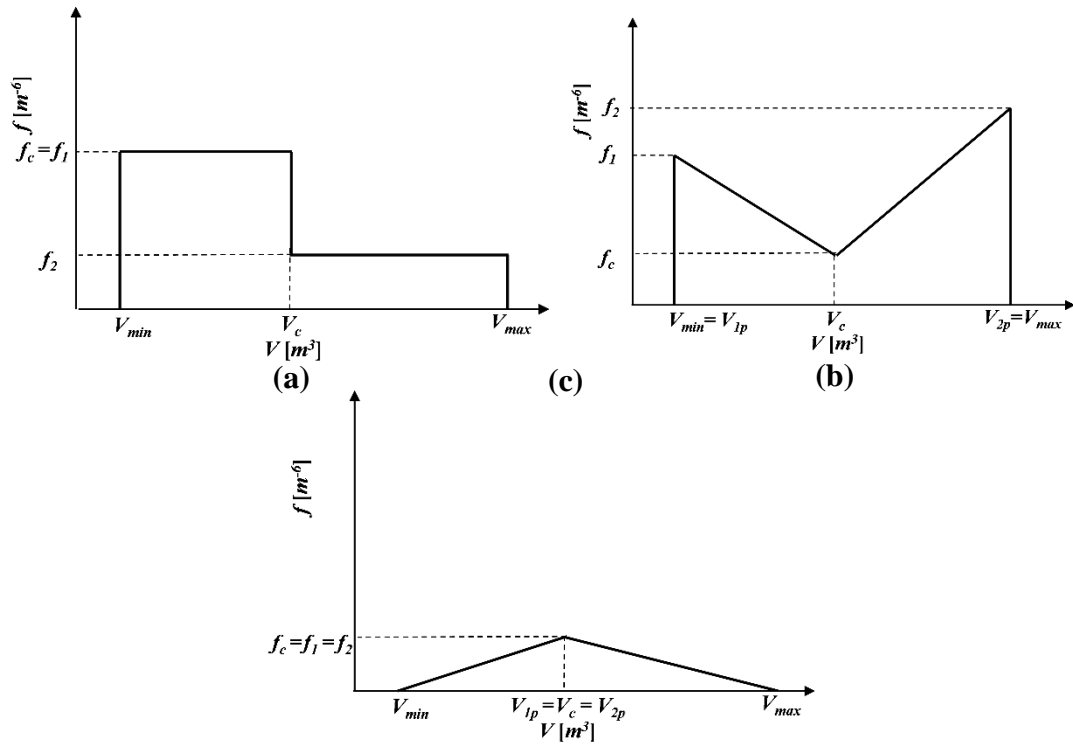 f [m⁻⁶]
f_c = f_1
f_2
V_min
V_c
V_max
V [m³]
(a)
f [m⁻⁶]
f_2
f_1
f_c
V_min = V_1p
V_c
V_2p = V_max
V [m³]
(b)
(c)
f [m⁻⁶]
f_c = f_1 = f_2
V_min
V_1p = V_c = V_2p
V_max
V [m³]